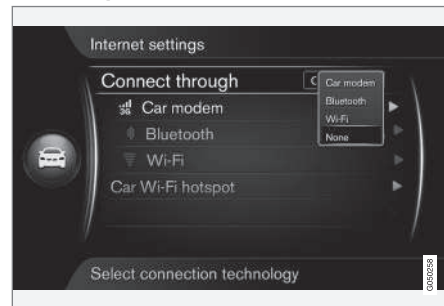 Internet settings
Connect through
Car modem
Bluetooth
Wi-Fi
None
3G
Car modem
Bluetooth
Wi-Fi
Car Wi-Fi hotspot
Select connection technology
G050258